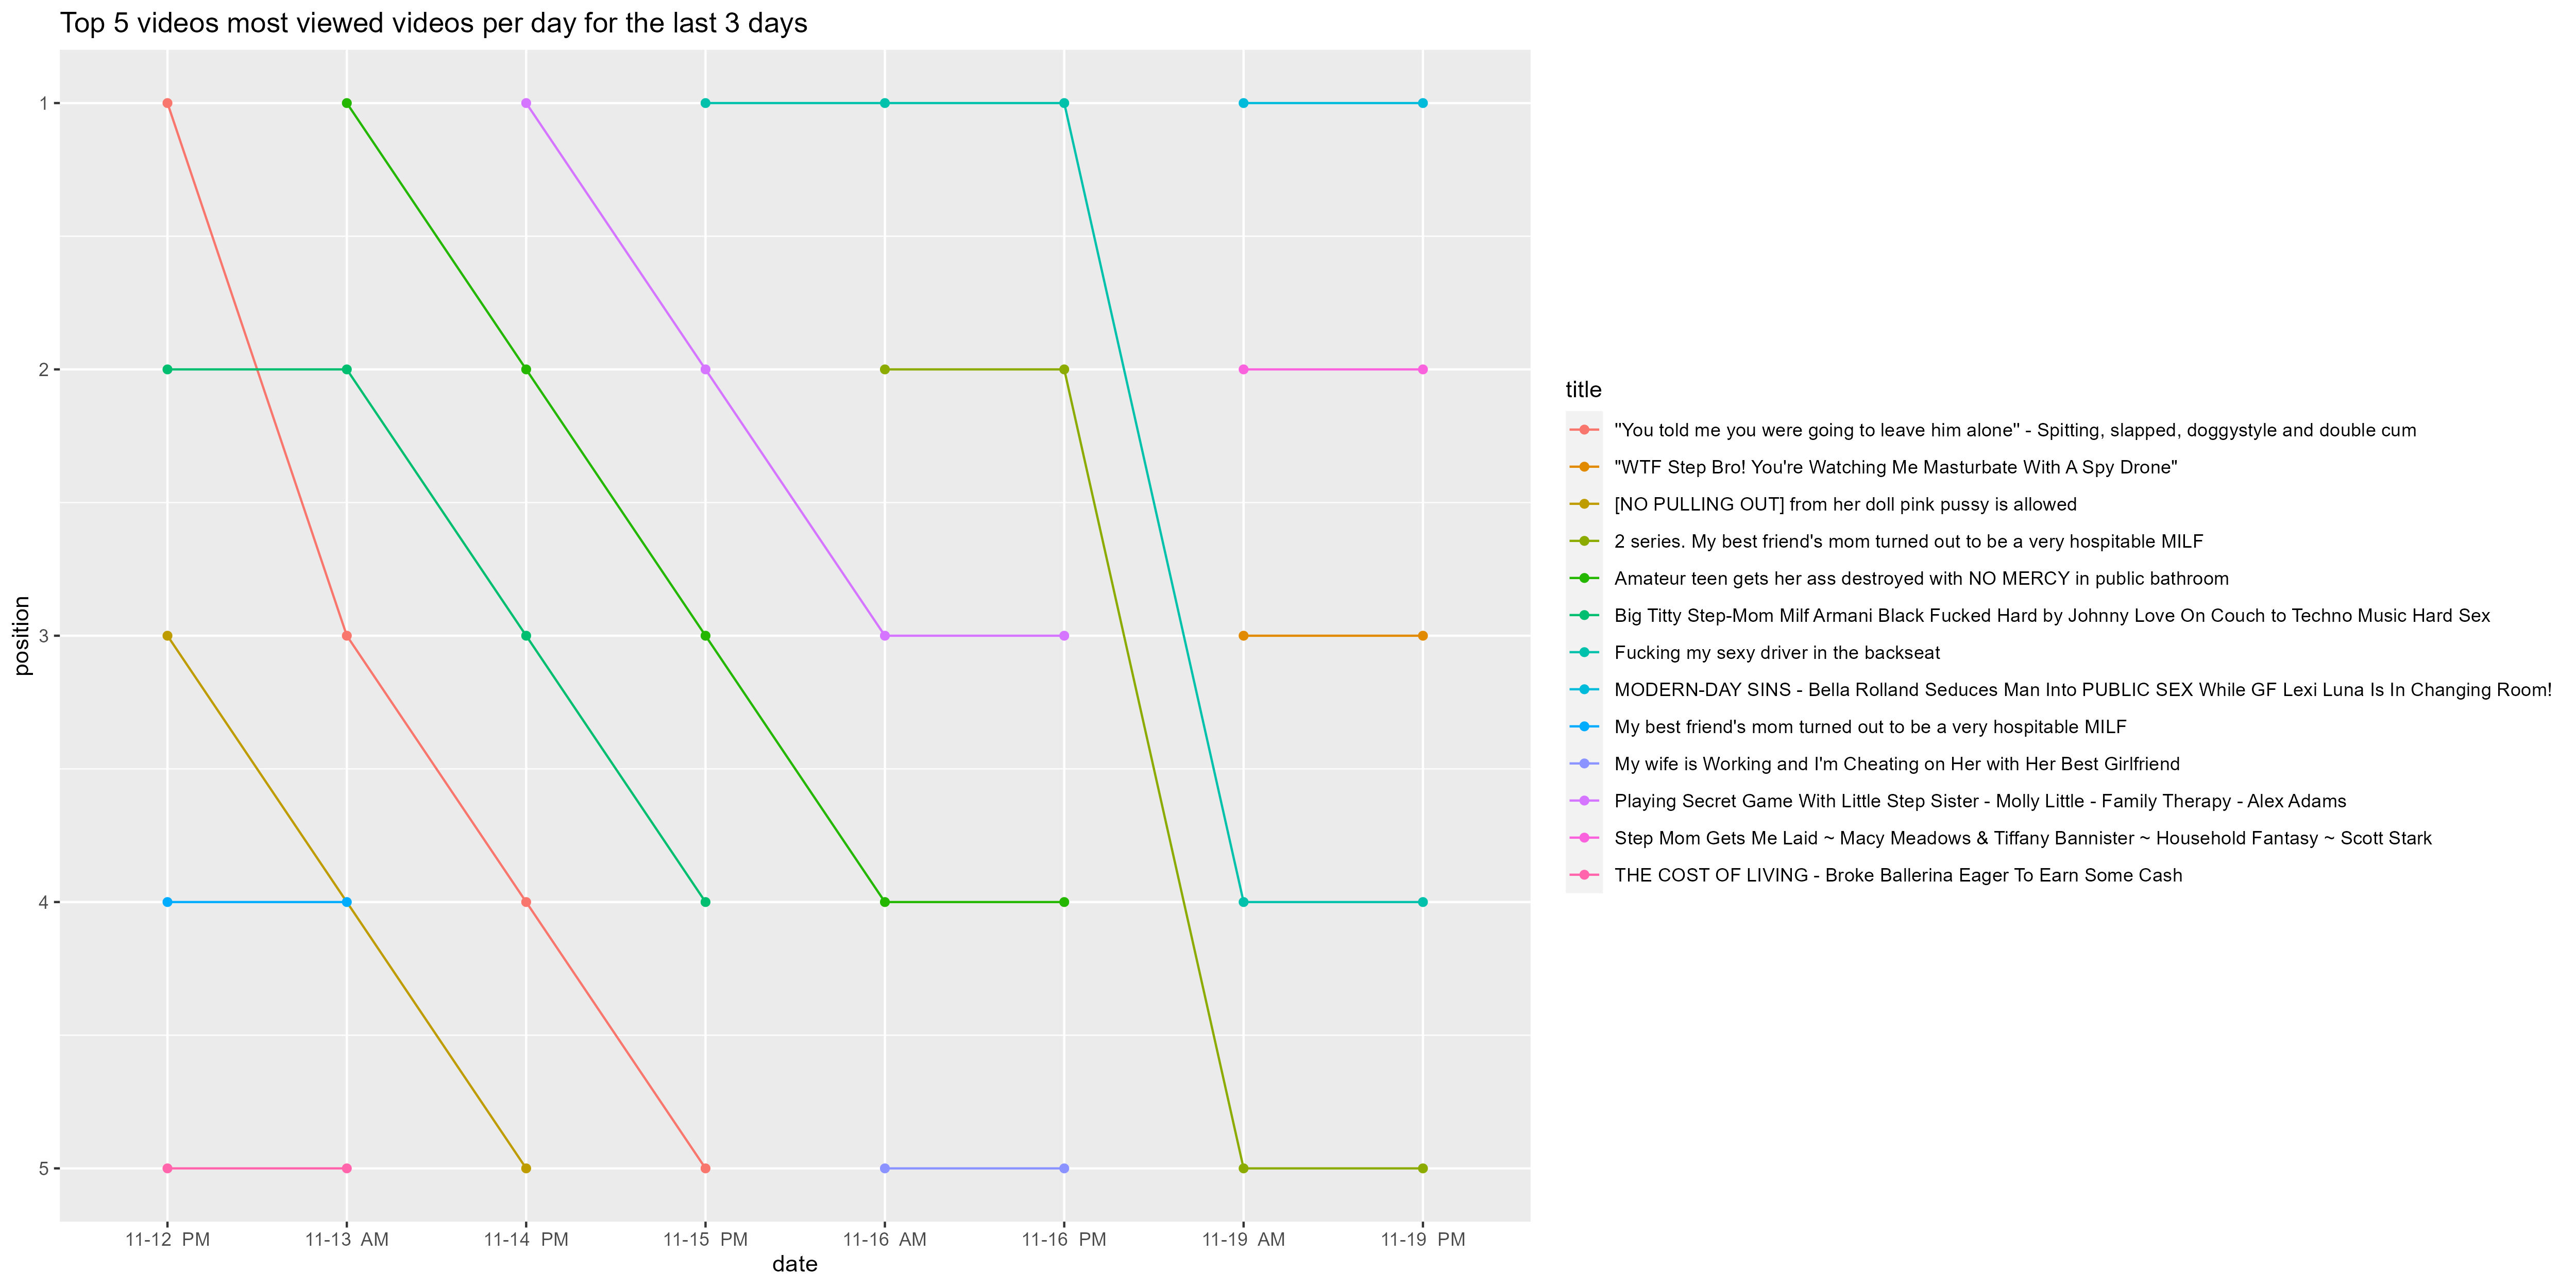 Top 5 videos most viewed videos per day for the last 3 days
position
1
2
3
4
5
11-12 PM
11-13 AM
11-14 PM
11-15 PM
11-16 AM
11-16 PM
11-19 AM
11-19 PM
date
title
"You told me you were going to leave him alone" - Spitting, slapped, doggystyle and double cum
"WTF Step Bro! You're Watching Me Masturbate With A Spy Drone"
[NO PULLING OUT] from her doll pink pussy is allowed
2 series. My best friend's mom turned out to be a very hospitable MILF
Amateur teen gets her ass destroyed with NO MERCY in public bathroom
Big Titty Step-Mom Milf Armani Black Fucked Hard by Johnny Love On Couch to Techno Music Hard Sex
Fucking my sexy driver in the backseat
MODERN-DAY SINS - Bella Rolland Seduces Man Into PUBLIC SEX While GF Lexi Luna Is In Changing Room!
My best friend's mom turned out to be a very hospitable MILF
My wife is Working and I'm Cheating on Her with Her Best Girlfriend
Playing Secret Game With Little Step Sister - Molly Little - Family Therapy - Alex Adams
Step Mom Gets Me Laid ~ Macy Meadows & Tiffany Bannister ~ Household Fantasy ~ Scott Stark
THE COST OF LIVING - Broke Ballerina Eager To Earn Some Cash